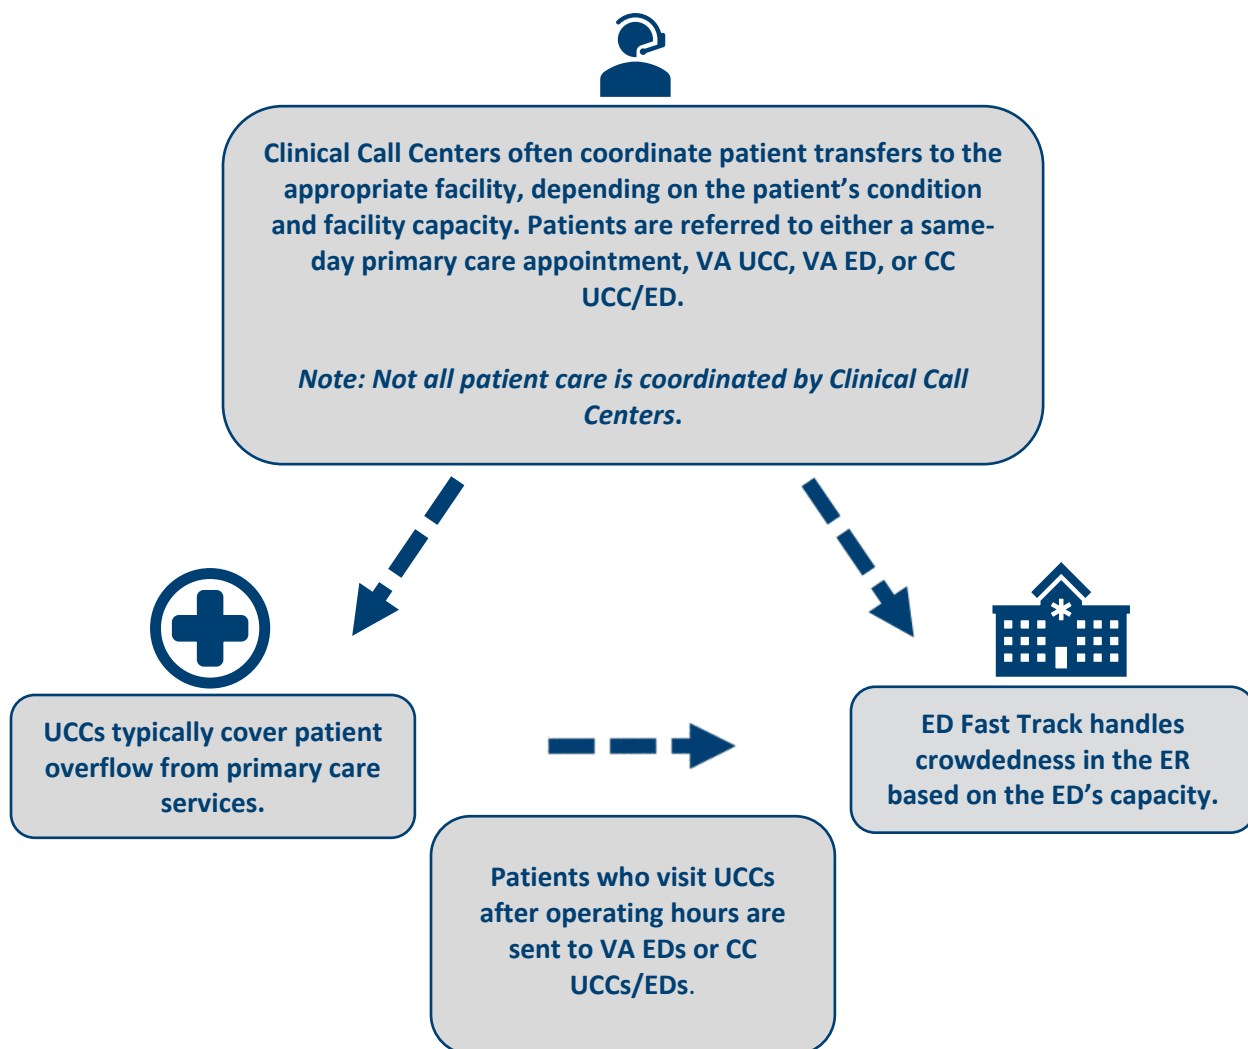 Clinical Call Centers often coordinate patient transfers to the
appropriate facility, depending on the patient’s condition
and facility capacity. Patients are referred to either a same-
day primary care appointment, VA UCC, VA ED, or CC
UCC/ED.
Note: Not all patient care is coordinated by Clinical Call
Centers.
UCCs typically cover patient
overflow from primary care
services.
ED Fast Track handles
crowdedness in the ER
based on the ED’s capacity.
Patients who visit UCCs
after operating hours are
sent to VA EDs or CC
UCCs/EDs.